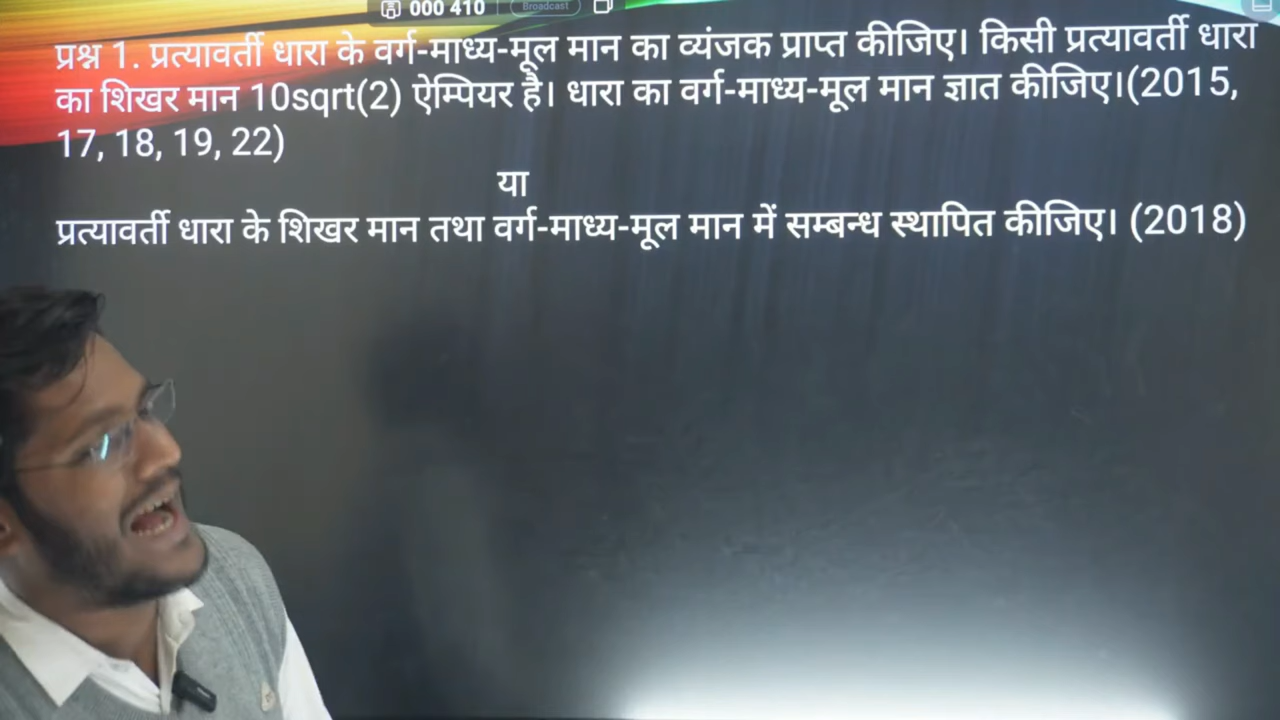 000 410 Broadcast
प्रश्न 1. प्रत्यावर्ती धारा के वर्ग-माध्य-मूल मान का व्यंजक प्राप्त कीजिए। किसी प्रत्यावर्ती धारा
का शिखर मान 10sqrt(2) ऐम्पियर है। धारा का वर्ग-माध्य-मूल मान ज्ञात कीजिए।(2015,
17, 18, 19, 22)
या
प्रत्यावर्ती धारा के शिखर मान तथा वर्ग-माध्य-मूल मान में सम्बन्ध स्थापित कीजिए। (2018)